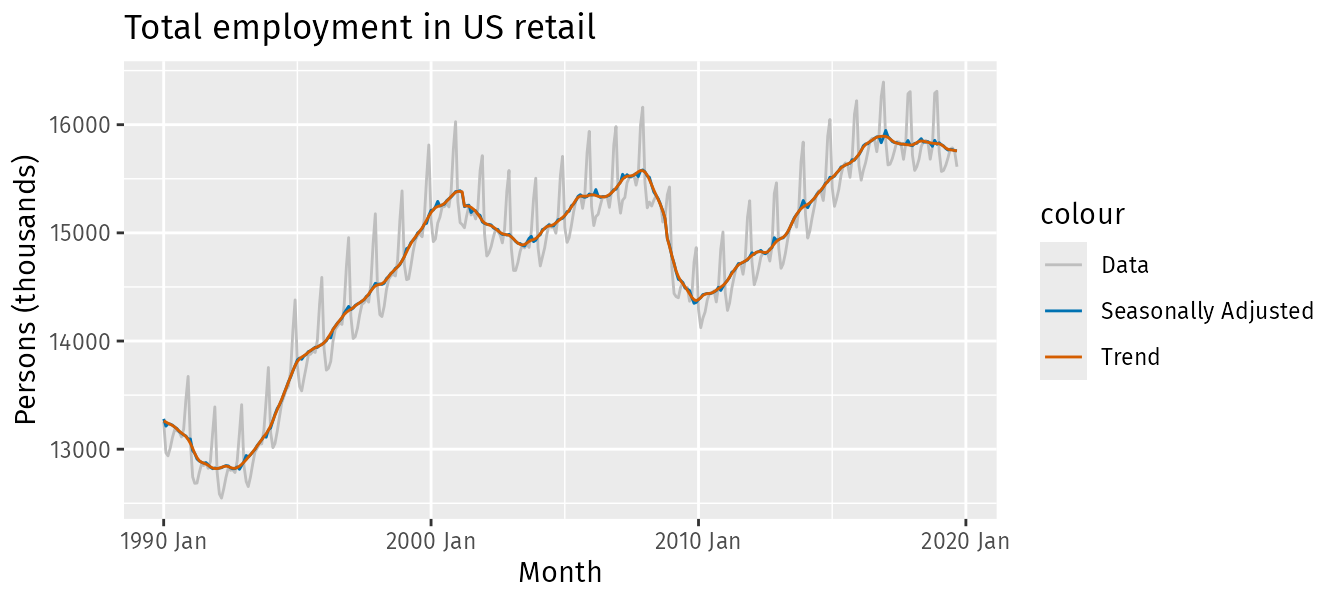 Total employment in US retail
Persons (thousands)
16000
15000
14000
13000
1990 Jan
2000 Jan
2010 Jan
2020 Jan
Month
colour
Data
Seasonally Adjusted
Trend